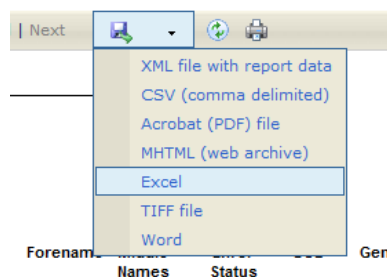 | Next
XML file with report data
CSV (comma delimited)
Acrobat (PDF) file
MHTML (web archive)
Excel
TIFF file
Word
Forename
Names
Status
Gen